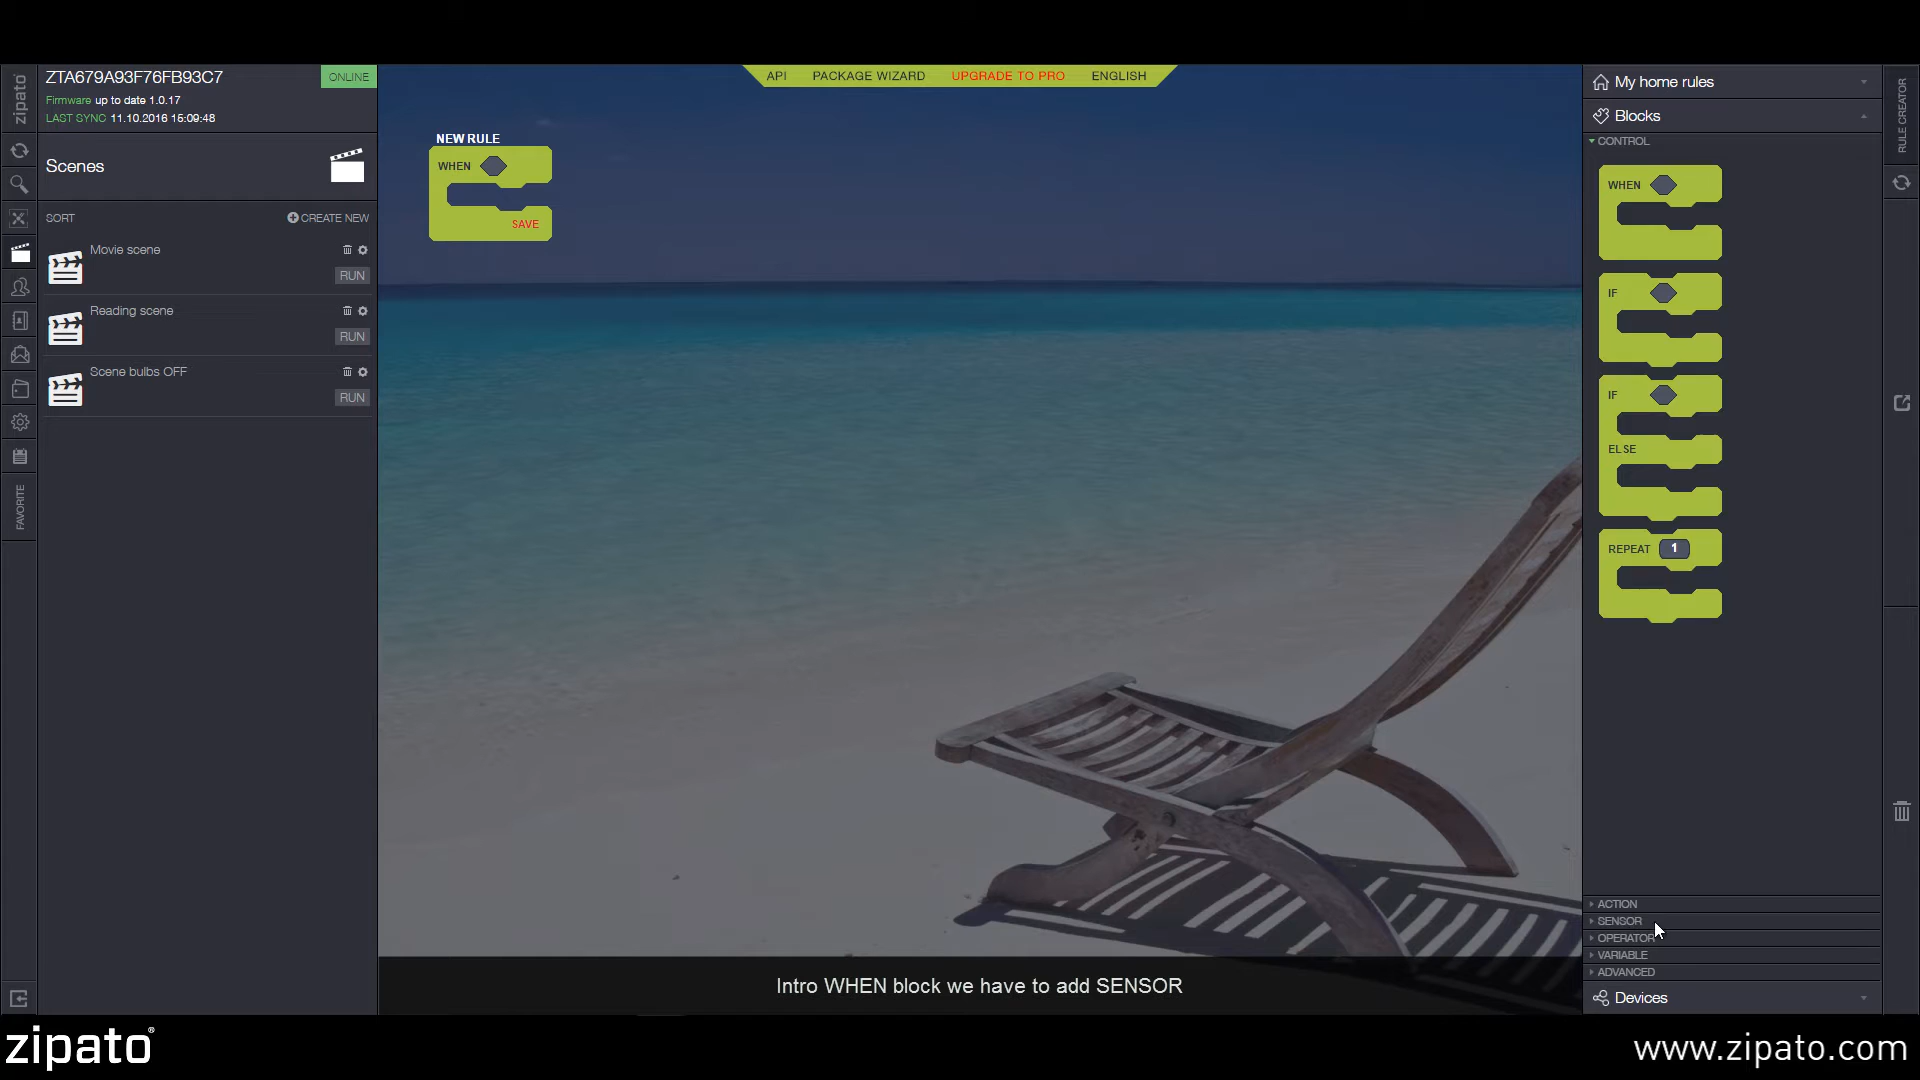 zipato
ZTA679A93F76FB93C7
ONLINE
Firmware up to date 1.0.17
LAST SYNC 11.10.2016 15:09:48
Scenes
SORT
CREATE NEW
Movie scene
RUN
Reading scene
RUN
Scene bulbs OFF
RUN
FAVORITE
API PACKAGE WIZARD UPGRADE TO PRO ENGLISH
NEW RULE
WHEN
SAVE
My home rules
Blocks
CONTROL
WHEN
IF
IF
ELSE
REPEAT 1
ACTION
SENSOR
OPERATOR
VARIABLE
ADVANCED
Devices
RULE CREATOR
Intro WHEN block we have to add SENSOR
zipato®
www.zipato.com